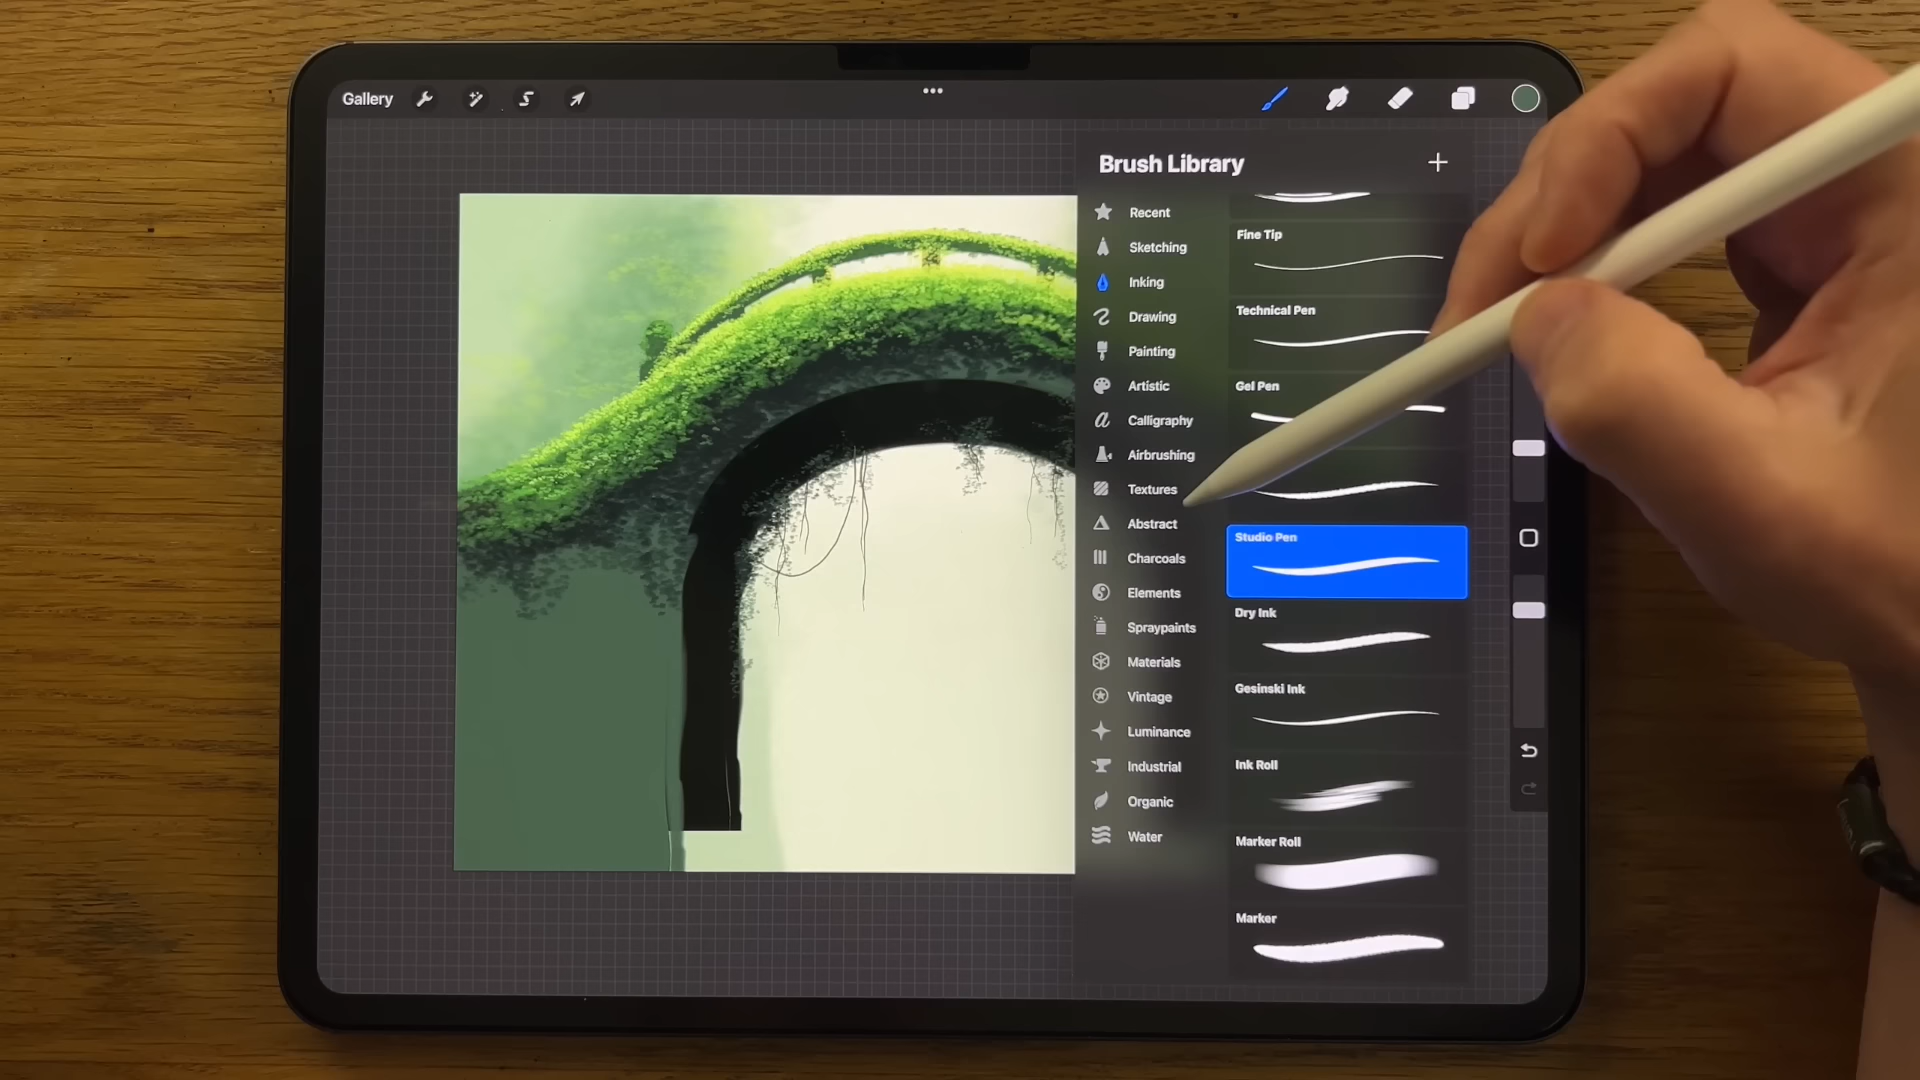 Gallery
Brush Library
Recent
Sketching
Inking
Drawing
Painting
Artistic
Calligraphy
Airbrushing
Textures
Abstract
Charcoals
Elements
Spraypaints
Materials
Vintage
Luminance
Industrial
Organic
Water
Fine Tip
Technical Pen
Gel Pen
Studio Pen
Dry Ink
Gesinski Ink
Ink Roll
Marker Roll
Marker